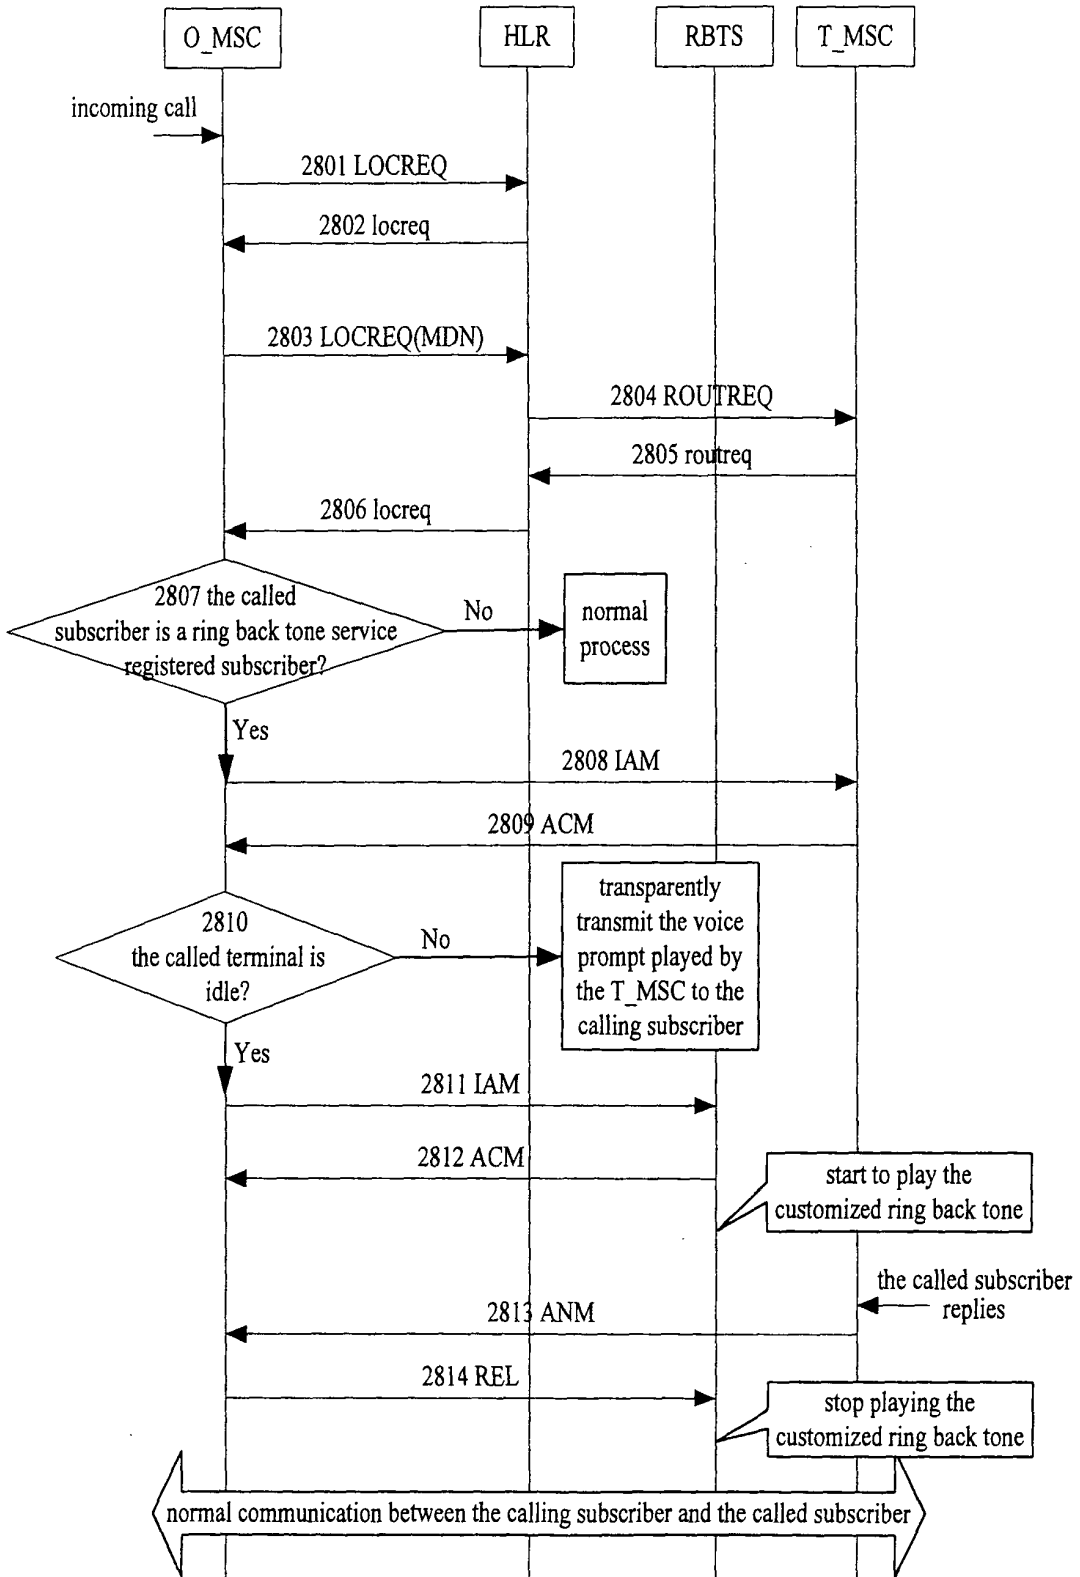 O_MSC
HLR
RBTS
T_MSC
incoming call
2801 LOCREQ
2802 locreq
2803 LOCREQ(MDN)
2804 ROUTREQ
2805 routreq
2806 locreq
2807 the called
subscriber is a ring back tone service
registered subscriber?
No
normal
process
Yes
2808 IAM
2809 ACM
2810
the called terminal is
idle?
No
transparently
transmit the voice
prompt played by
the T_MSC to the
calling subscriber
Yes
2811 IAM
2812 ACM
start to play the
customized ring back tone
the called subscriber
replies
2813 ANM
2814 REL
stop playing the
customized ring back tone
normal communication between the calling subscriber and the called subscriber